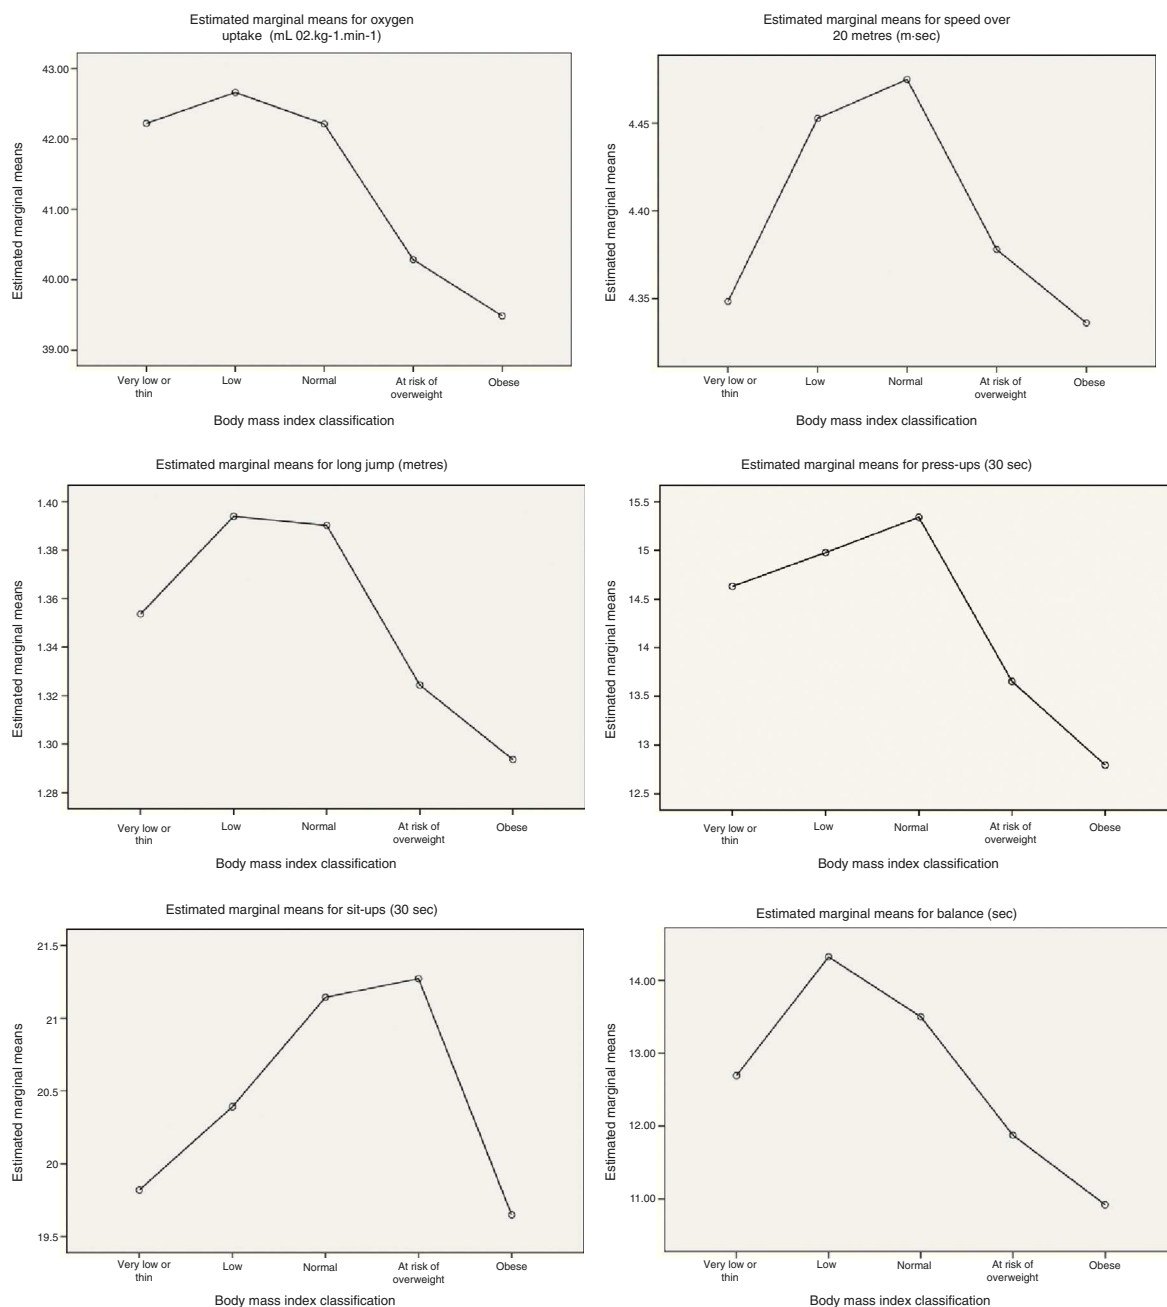 Estimated marginal means for oxygen
uptake (mL 02.kg-1.min-1)
Estimated marginal means
43.00
42.00
41.00
40.00
39.00
Very low or
thin
Low
Normal
At risk of
overweight
Obese
Body mass index classification
Estimated marginal means for speed over
20 metres (m·sec)
Estimated marginal means
4.45
4.40
4.35
Very low or
thin
Low
Normal
At risk of
overweight
Obese
Body mass index classification
Estimated marginal means for long jump (metres)
Estimated marginal means
1.40
1.38
1.36
1.34
1.32
1.30
1.28
Very low or
thin
Low
Normal
At risk of
overweight
Obese
Body mass index classification
Estimated marginal means for press-ups (30 sec)
Estimated marginal means
15.5
15
14.5
14
13.5
13
12.5
Very low or
thin
Low
Normal
At risk of
overweight
Obese
Body mass index classification
Estimated marginal means for sit-ups (30 sec)
Estimated marginal means
21.5
21
20.5
20
19.5
Very low or
thin
Low
Normal
At risk of
overweight
Obese
Body mass index classification
Estimated marginal means for balance (sec)
Estimated marginal means
14.00
13.00
12.00
11.00
Very low or
thin
Low
Normal
At risk of
overweight
Obese
Body mass index classification